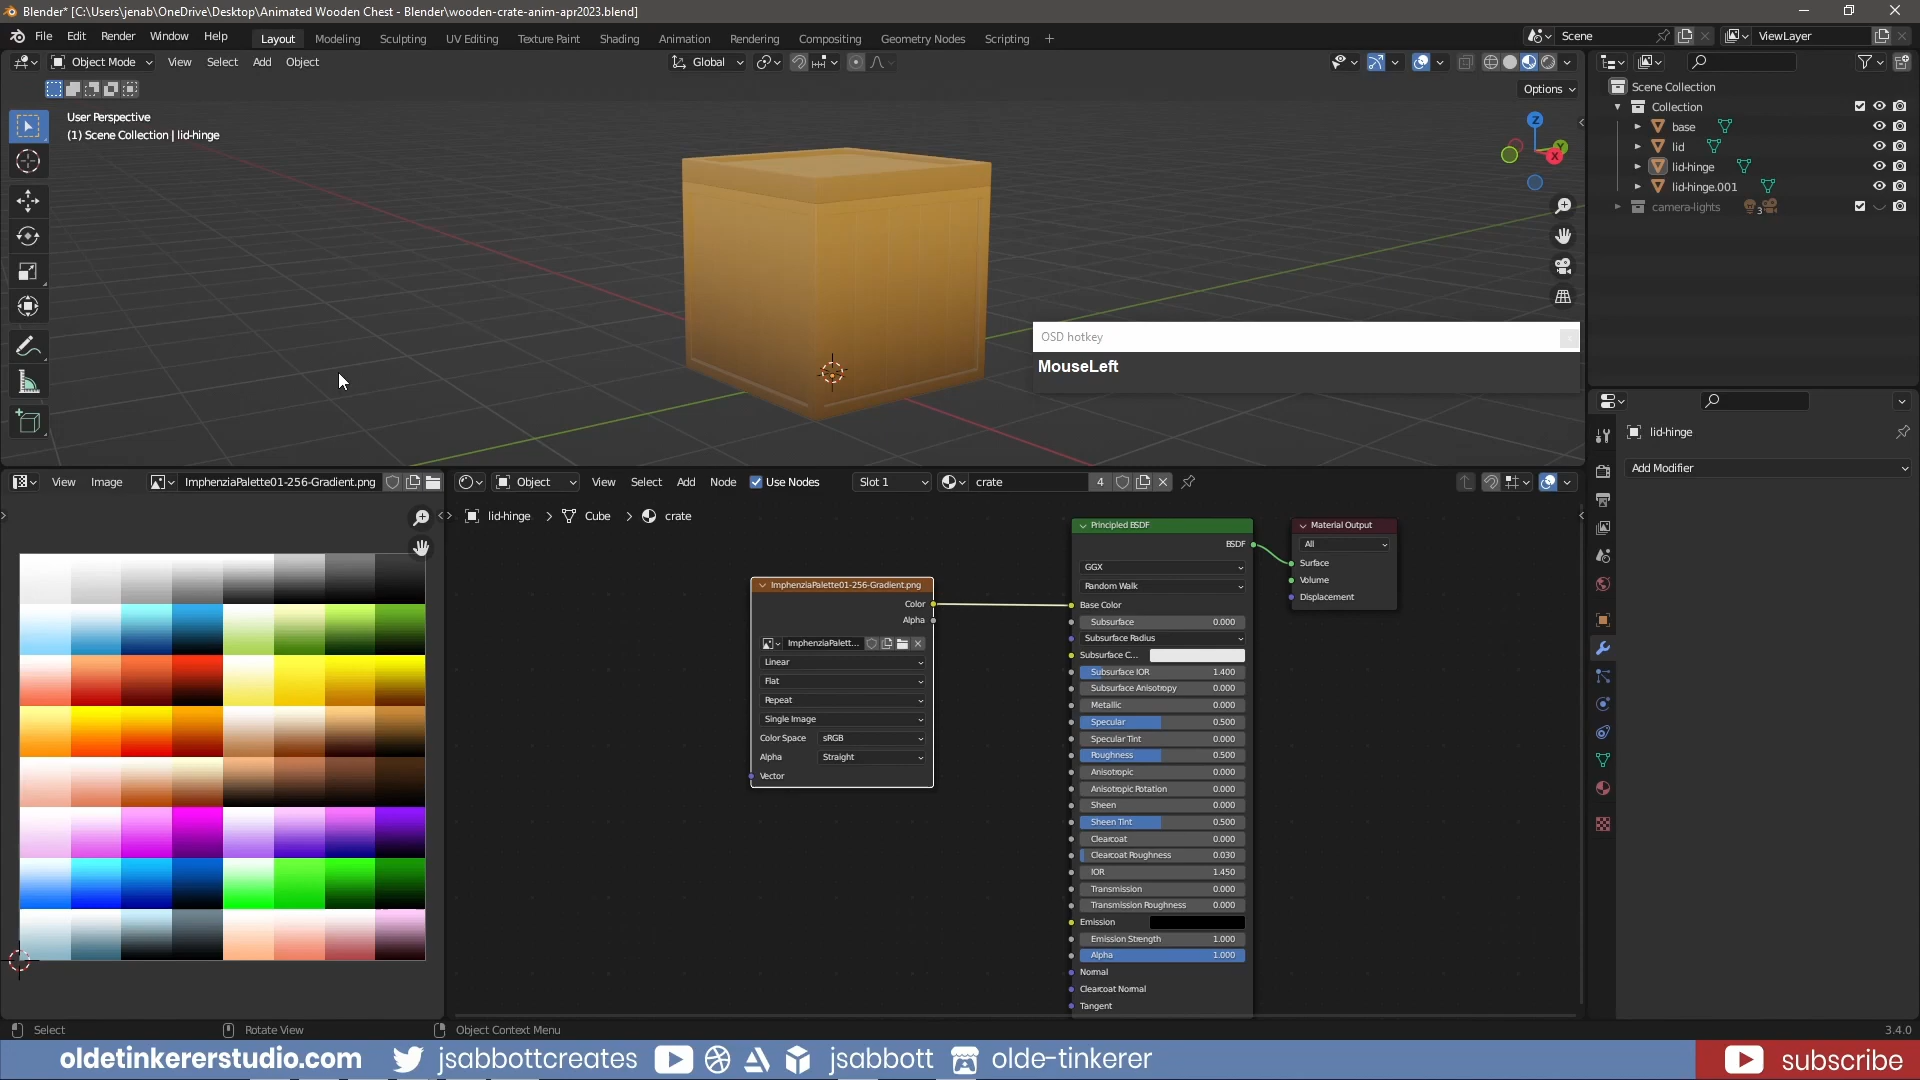 Blender* [C:\Users\jenab\OneDrive\Desktop\Animated Wooden Chest - Blender\wooden-crate-anim-apr2023.blend]
File Edit Render Window Help Layout Modeling Sculpting UV Editing Texture Paint Shading Animation Rendering Compositing Geometry Nodes Scripting + Scene ViewLayer
Object Mode View Select Add Object Global
Options
User Perspective
(1) Scene Collection | lid-hinge
Z
Y
X
OSD hotkey
MouseLeft
Scene Collection
Collection
base
lid
lid-hinge
lid-hinge.001
camera-lights 3
lid-hinge
Add Modifier
View Image ImphenziaPalette01-256-Gradient.png
Object View Select Add Node Use Nodes Slot 1 crate 4
lid-hinge > Cube > crate
ImphenziaPalette01-256-Gradient.png
Color
Alpha
ImphenziaPalett...
Linear
Flat
Repeat
Single Image
Color Space sRGB
Alpha Straight
Vector
Principled BSDF
BSDF
GGX
Random Walk
Base Color
Subsurface 0.000
Subsurface Radius
Subsurface C...
Subsurface IOR 1.400
Subsurface Anisotropy 0.000
Metallic 0.000
Specular 0.500
Specular Tint 0.000
Roughness 0.500
Anisotropic 0.000
Anisotropic Rotation 0.000
Sheen 0.000
Sheen Tint 0.500
Clearcoat 0.000
Clearcoat Roughness 0.030
IOR 1.450
Transmission 0.000
Transmission Roughness 0.000
Emission
Emission Strength 1.000
Alpha 1.000
Normal
Clearcoat Normal
Tangent
Material Output
All
Surface
Volume
Displacement
Select Rotate View Object Context Menu 3.4.0
oldetinkererstudio.com jsabbottcreates jsabbott olde-tinkerer subscribe